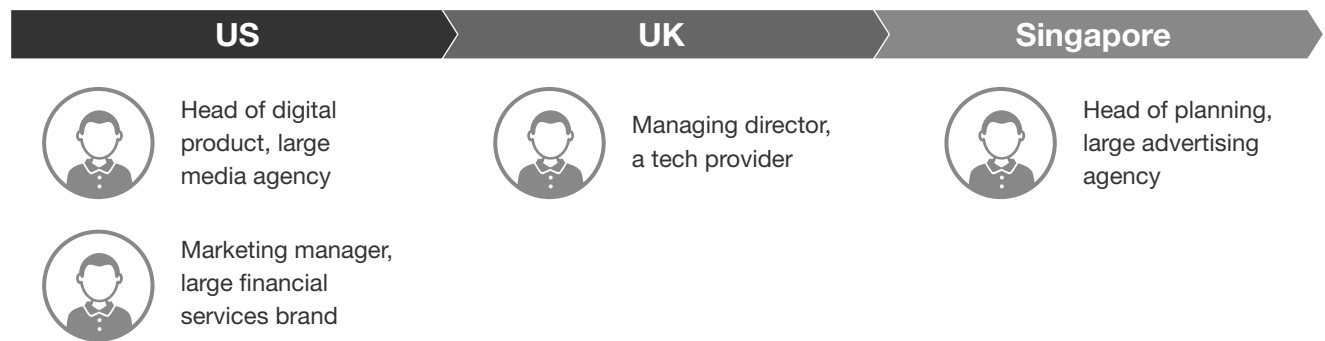 US
UK
Singapore
Head of digital
product, large
media agency
Managing director,
a tech provider
Head of planning,
large advertising
agency
Marketing manager,
large financial
services brand